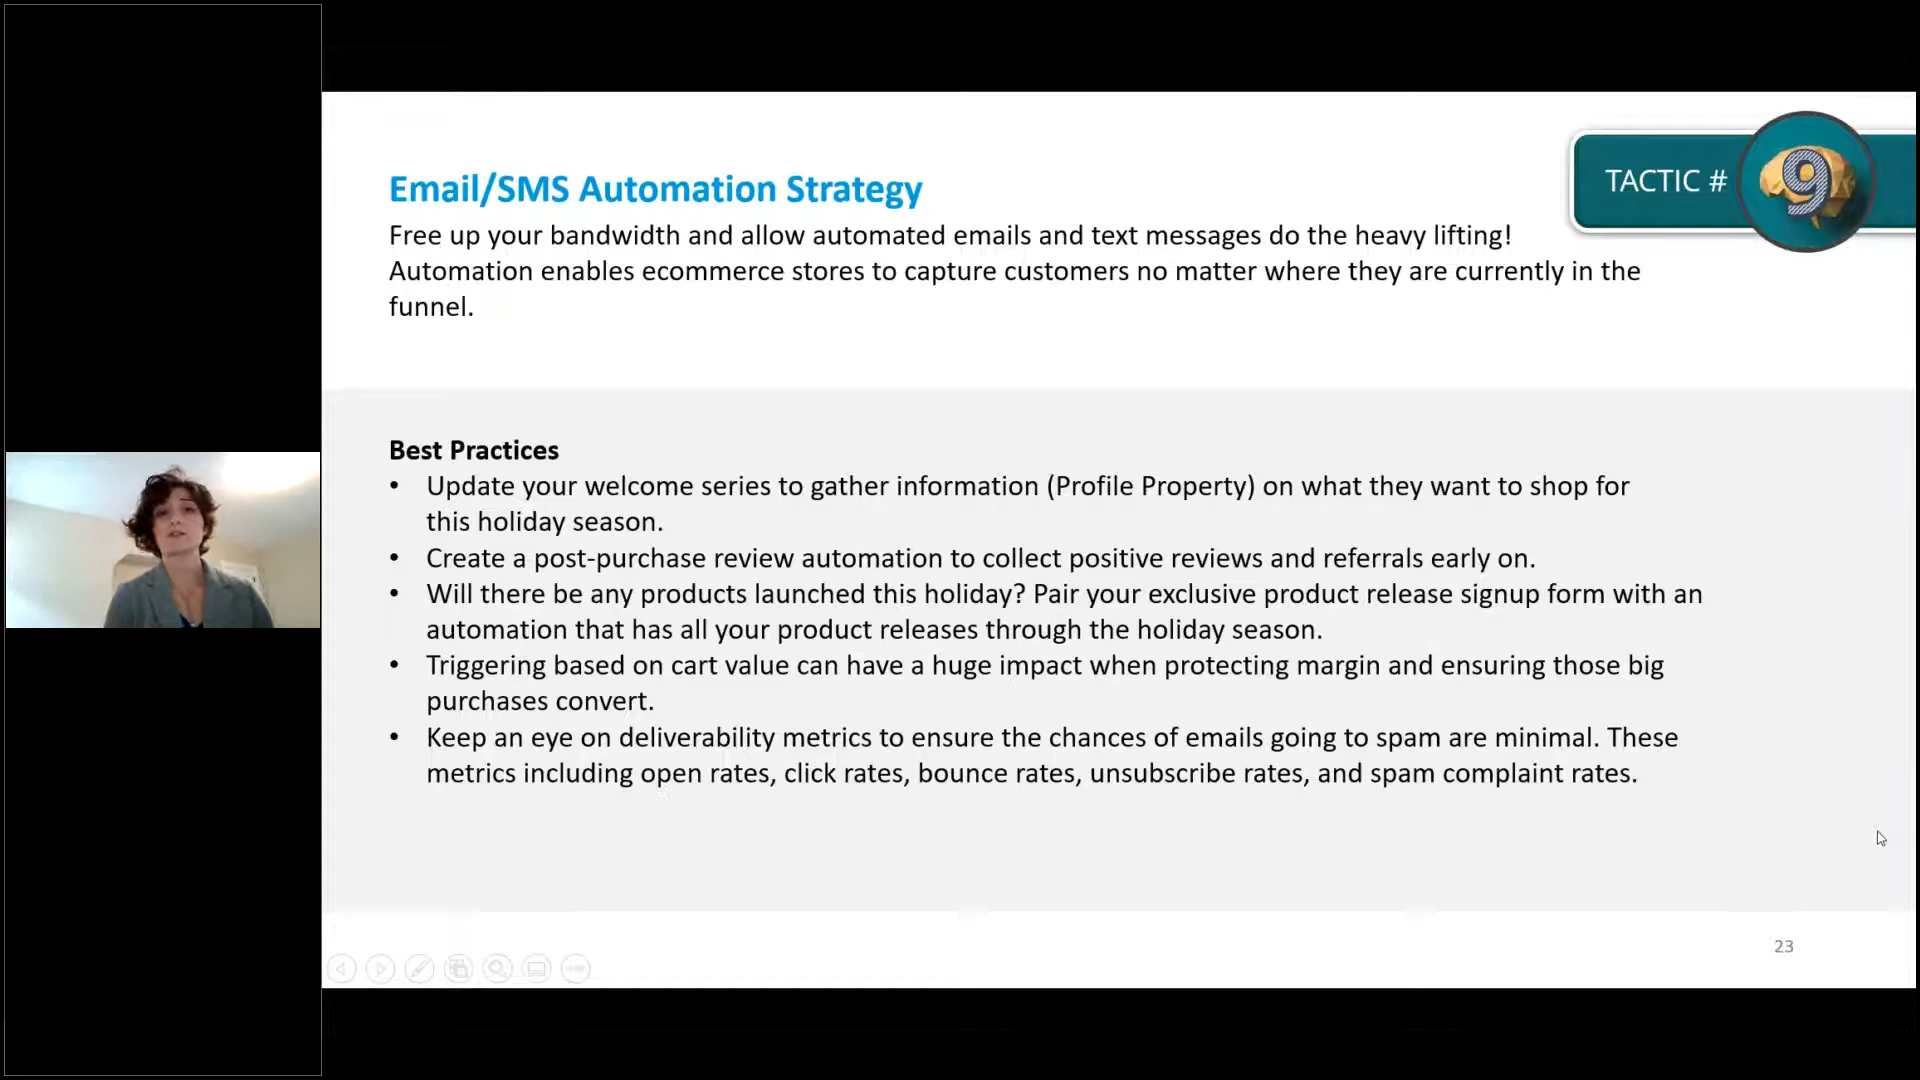 TACTIC # 9
Email/SMS Automation Strategy
Free up your bandwidth and allow automated emails and text messages do the heavy lifting!
Automation enables ecommerce stores to capture customers no matter where they are currently in the
funnel.
Best Practices
• Update your welcome series to gather information (Profile Property) on what they want to shop for
this holiday season.
• Create a post-purchase review automation to collect positive reviews and referrals early on.
• Will there be any products launched this holiday? Pair your exclusive product release signup form with an
automation that has all your product releases through the holiday season.
• Triggering based on cart value can have a huge impact when protecting margin and ensuring those big
purchases convert.
• Keep an eye on deliverability metrics to ensure the chances of emails going to spam are minimal. These
metrics including open rates, click rates, bounce rates, unsubscribe rates, and spam complaint rates.
23